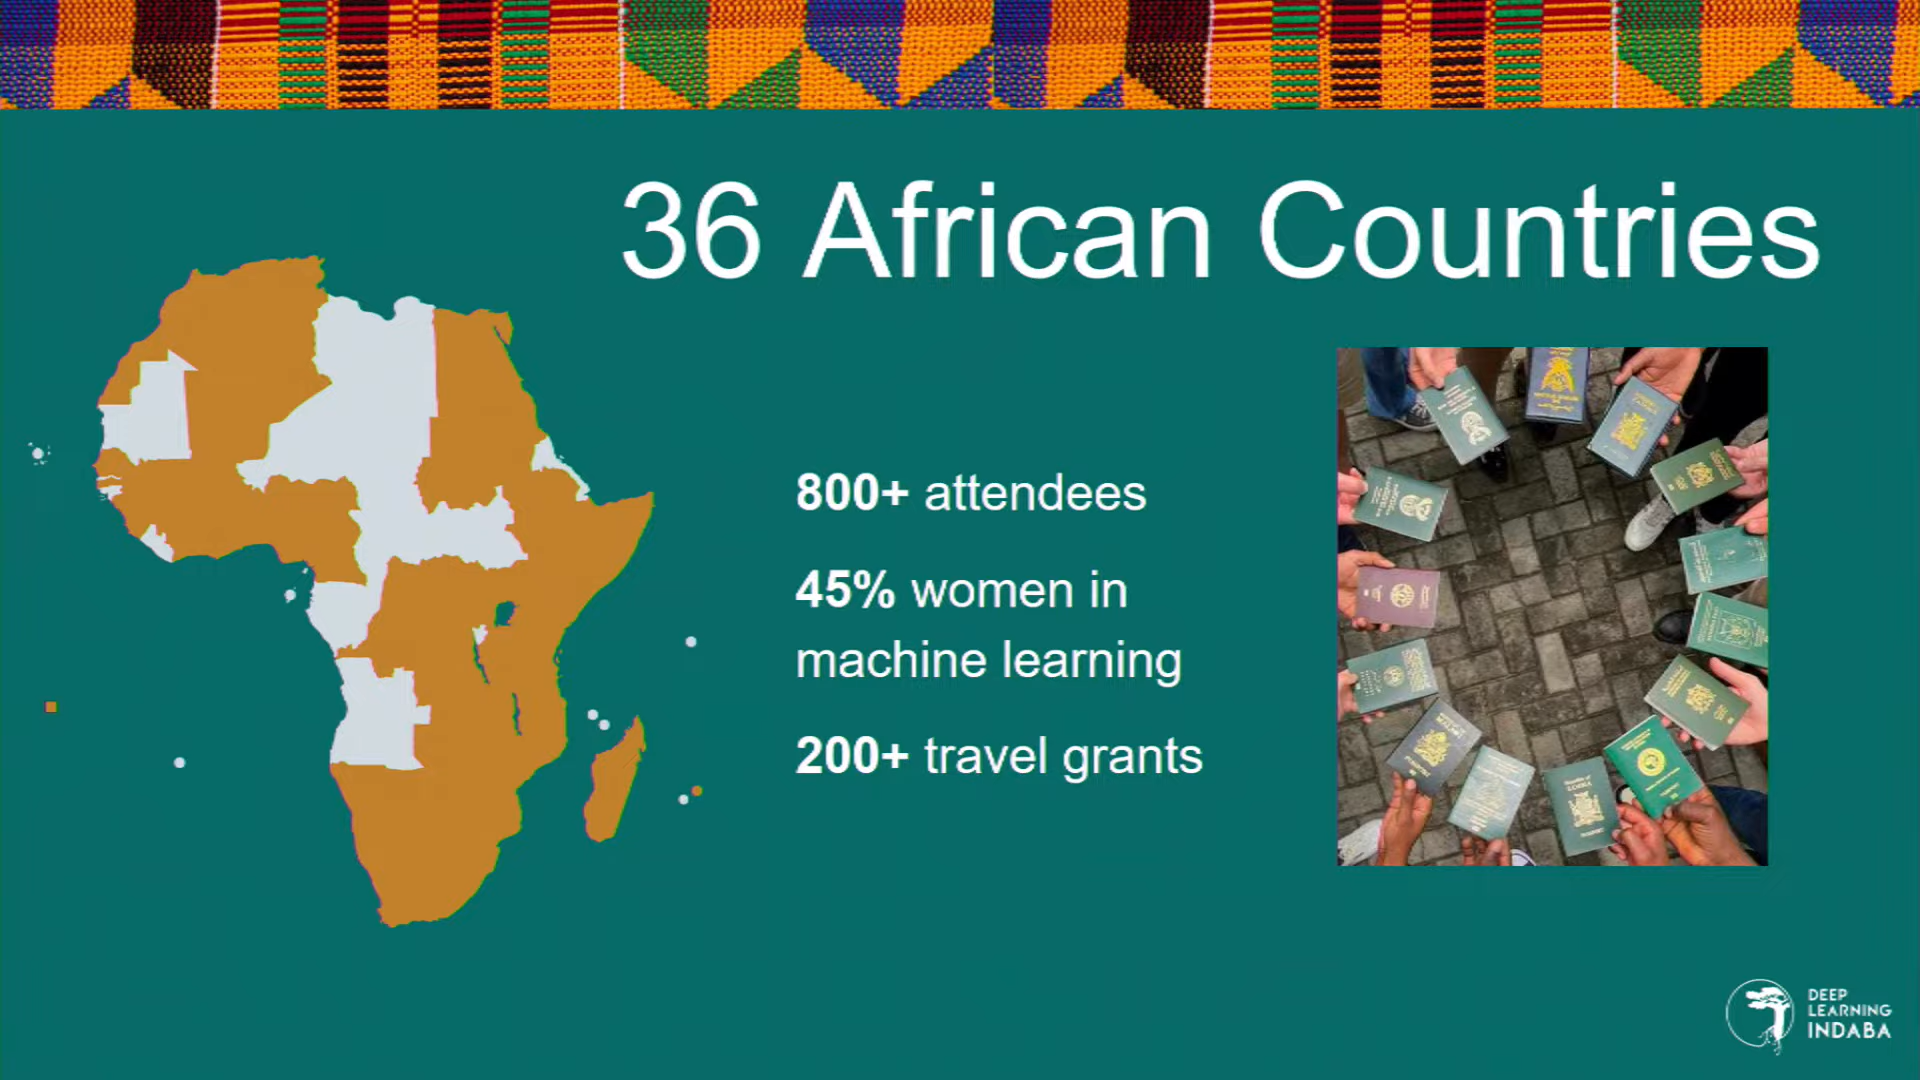 36 African Countries
800+ attendees
45% women in
machine learning
200+ travel grants
DEEP
LEARNING
INDABA